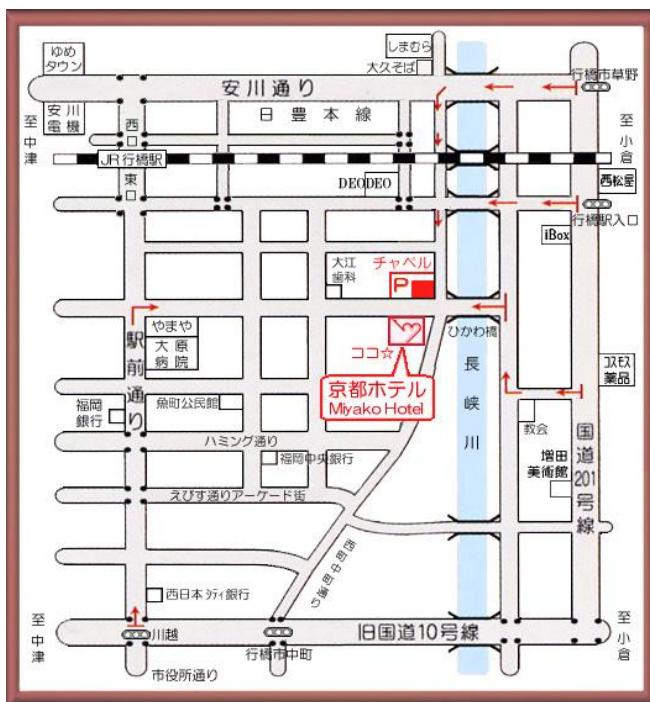 ゆめ
タウン
しまむら
大久そば
安川通り
行橋市草野
安川
電機
至中津
西口
日豊本線
至小倉
JR行橋駅
東口
DEODEO
西松屋
行橋駅入口
iBox
大江
歯科
チャペル
P
やまや
大原
病院
ココ☆
ひかわ橋
京都ホテル
Miyako Hotel
長峡川
コスモス
薬品
駅前通り
福岡
銀行
魚町公民館
教会
ハミング通り
福岡中央銀行
増田
美術館
国道201号線
えびす通りアーケード街
西日本シティ銀行
至中津
川越
旧国道10号線
至小倉
行橋市中町
市役所通り